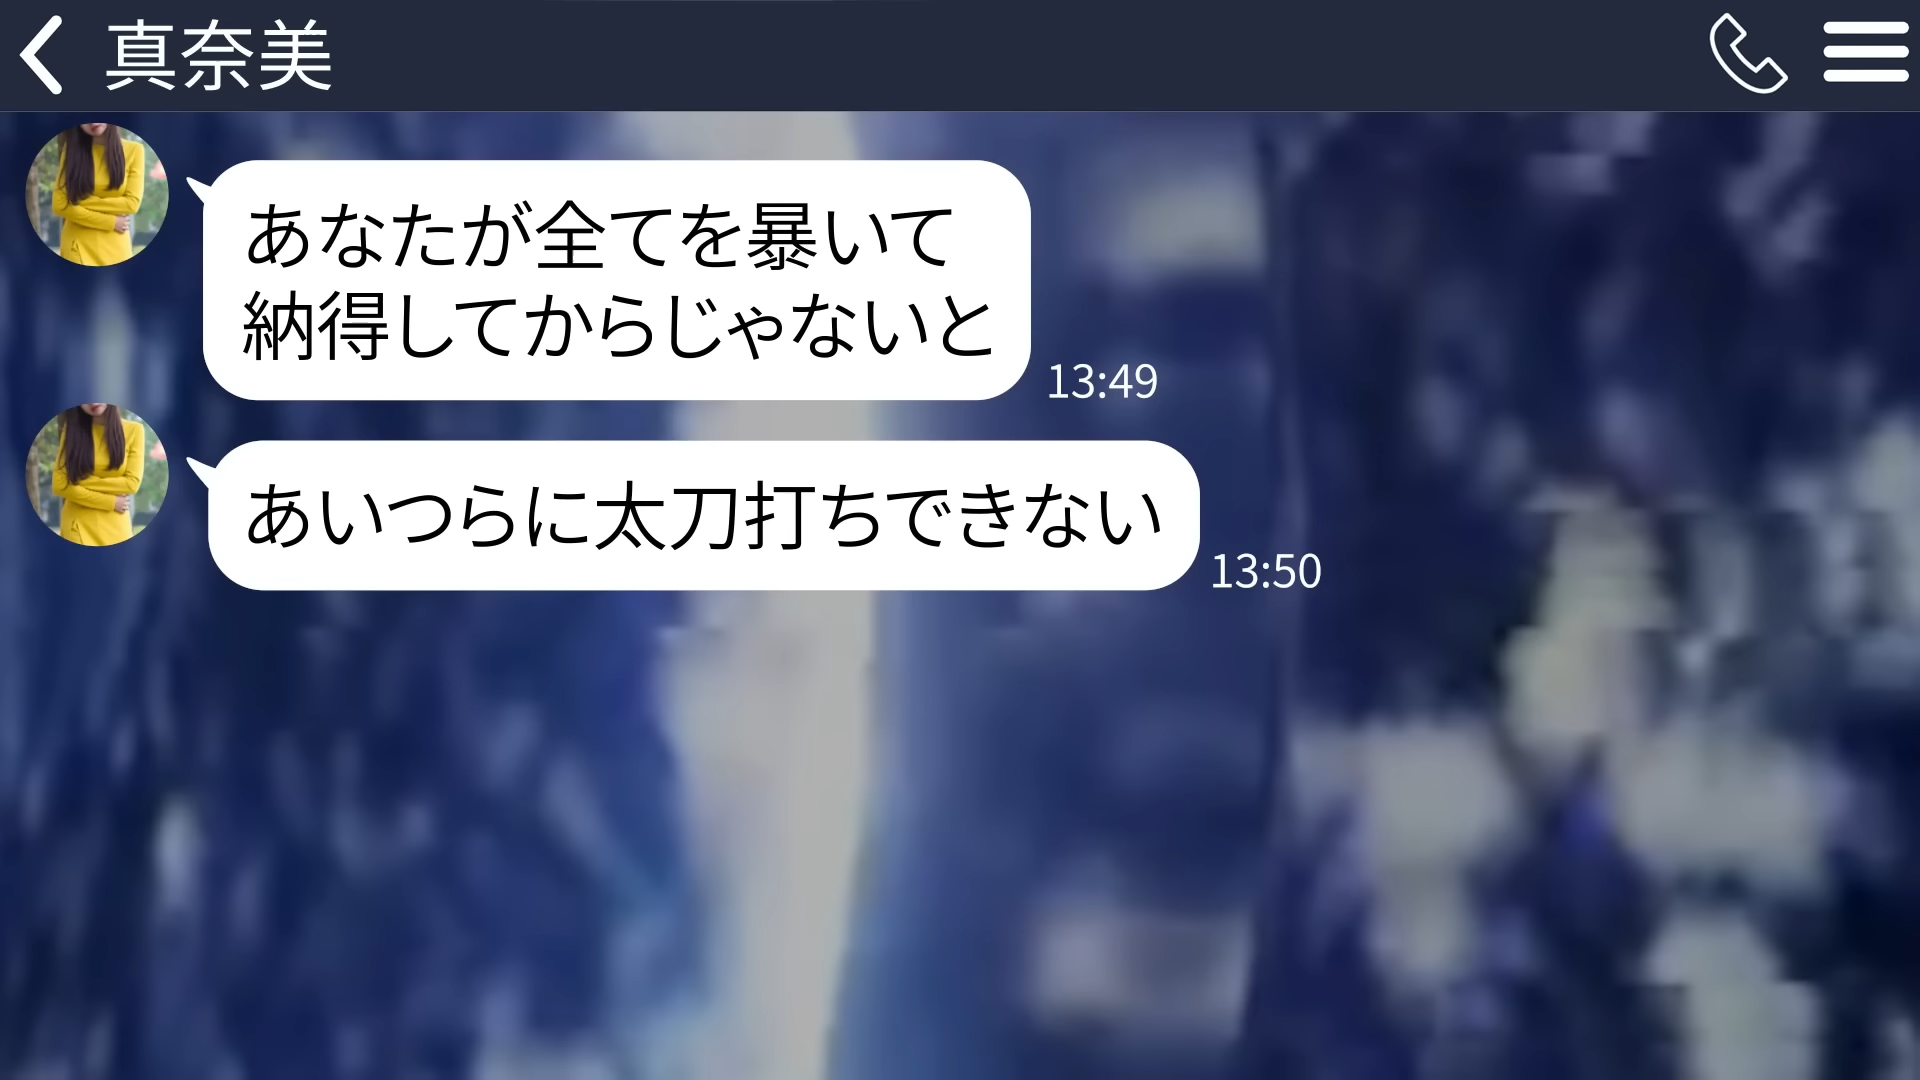 真奈美
あなたが全てを暴いて
納得してからじゃないと
13:49
あいつらに太刀打ちできない
13:50